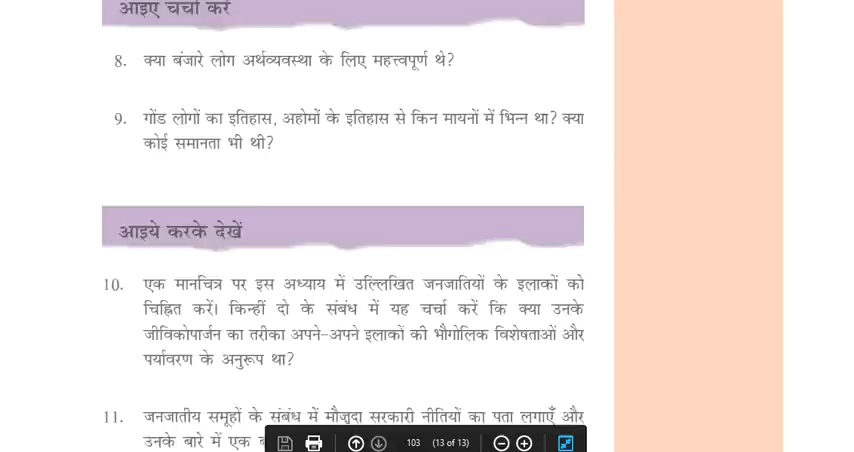 आइए चर्चा करें
8. क्या बंजारे लोग अर्थव्यवस्था के लिए महत्त्वपूर्ण थे?
9. गोंड लोगों का इतिहास, अहोमों के इतिहास से किन मायनों में भिन्न था? क्या
कोई समानता भी थी?
आइये करके देखें
10. एक मानचित्र पर इस अध्याय में उल्लिखित जनजातियों के इलाकों को
चिह्नित करें। किन्हीं दो के संबंध में यह चर्चा करें कि क्या उनके
जीविकोपार्जन का तरीका अपने-अपने इलाकों की भौगोलिक विशेषताओं और
पर्यावरण के अनुरूप था?
11. जनजातीय समूहों के संबंध में मौजूदा सरकारी नीतियों का पता लगाएँ और
उनके बारे में एक
103 (13 of 13)